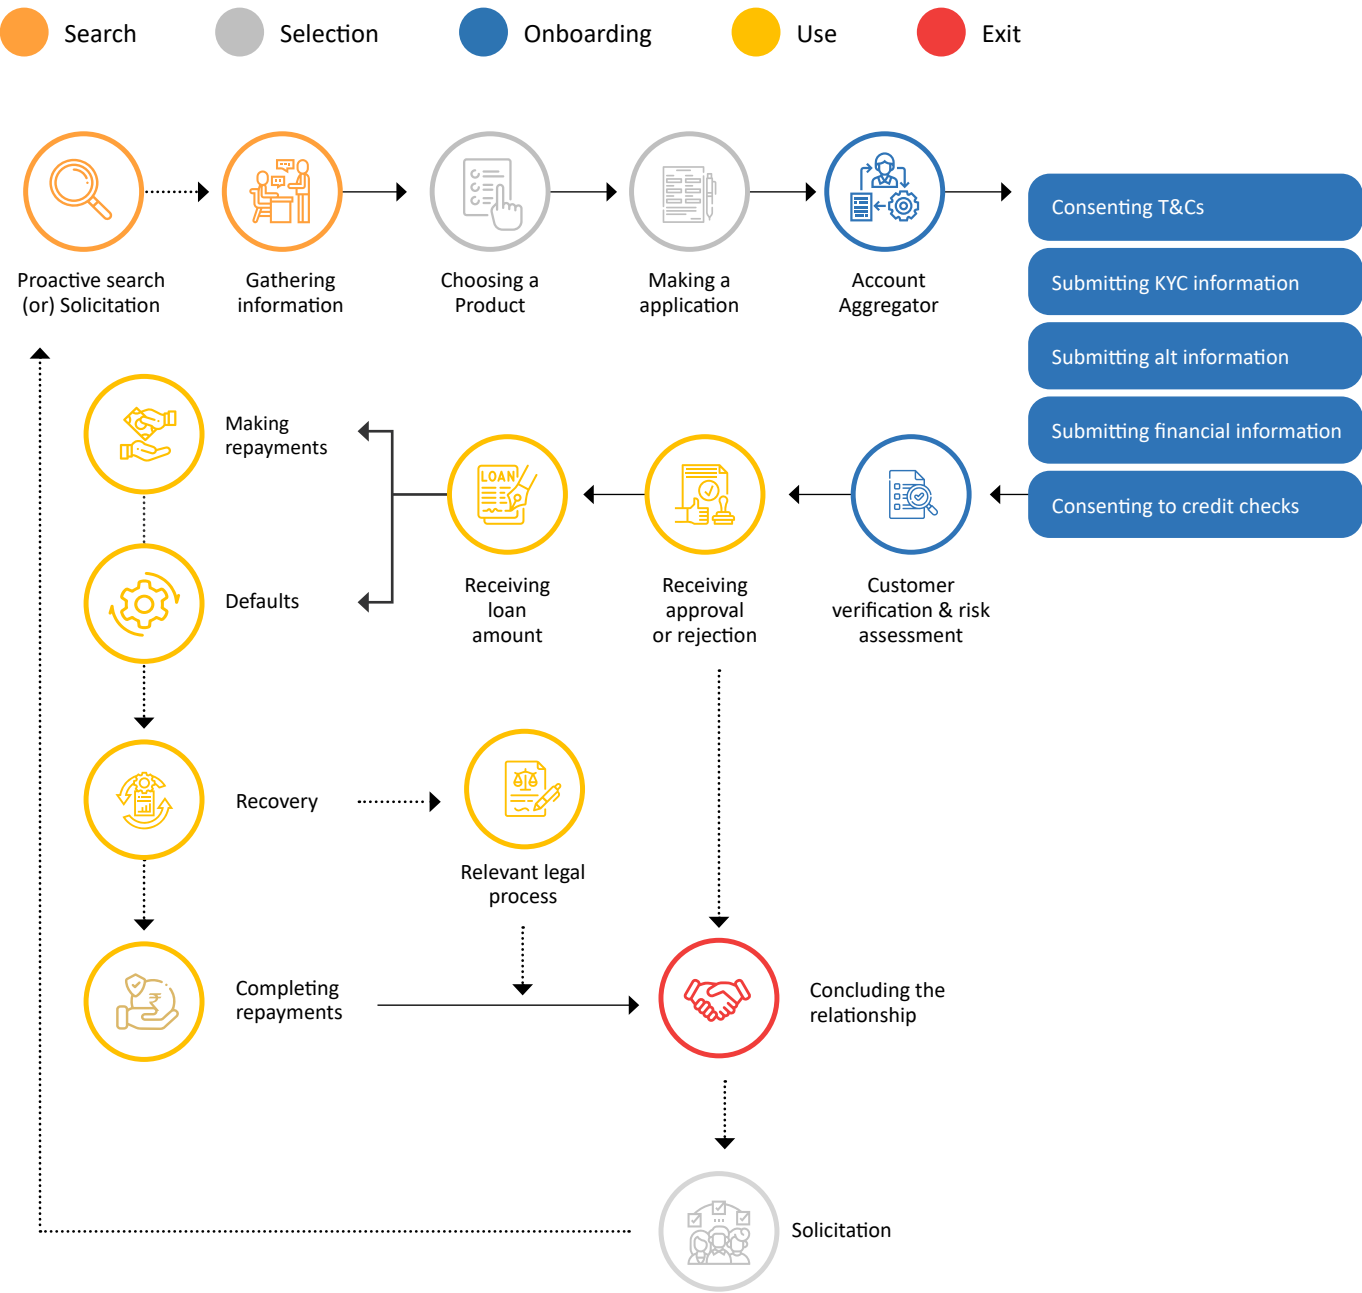 Search
Selection
Onboarding
Use
Exit
Proactive search
(or) Solicitation
Gathering
information
Choosing a
Product
Making a
application
Account
Aggregator
Consenting T&Cs
Submitting KYC information
Submitting alt information
Submitting financial information
Consenting to credit checks
Making
repayments
LOAN
Receiving
loan
amount
Receiving
approval
or rejection
Customer
verification & risk
assessment
Defaults
Recovery
Relevant legal
process
Completing
repayments
₹
Concluding the
relationship
Solicitation